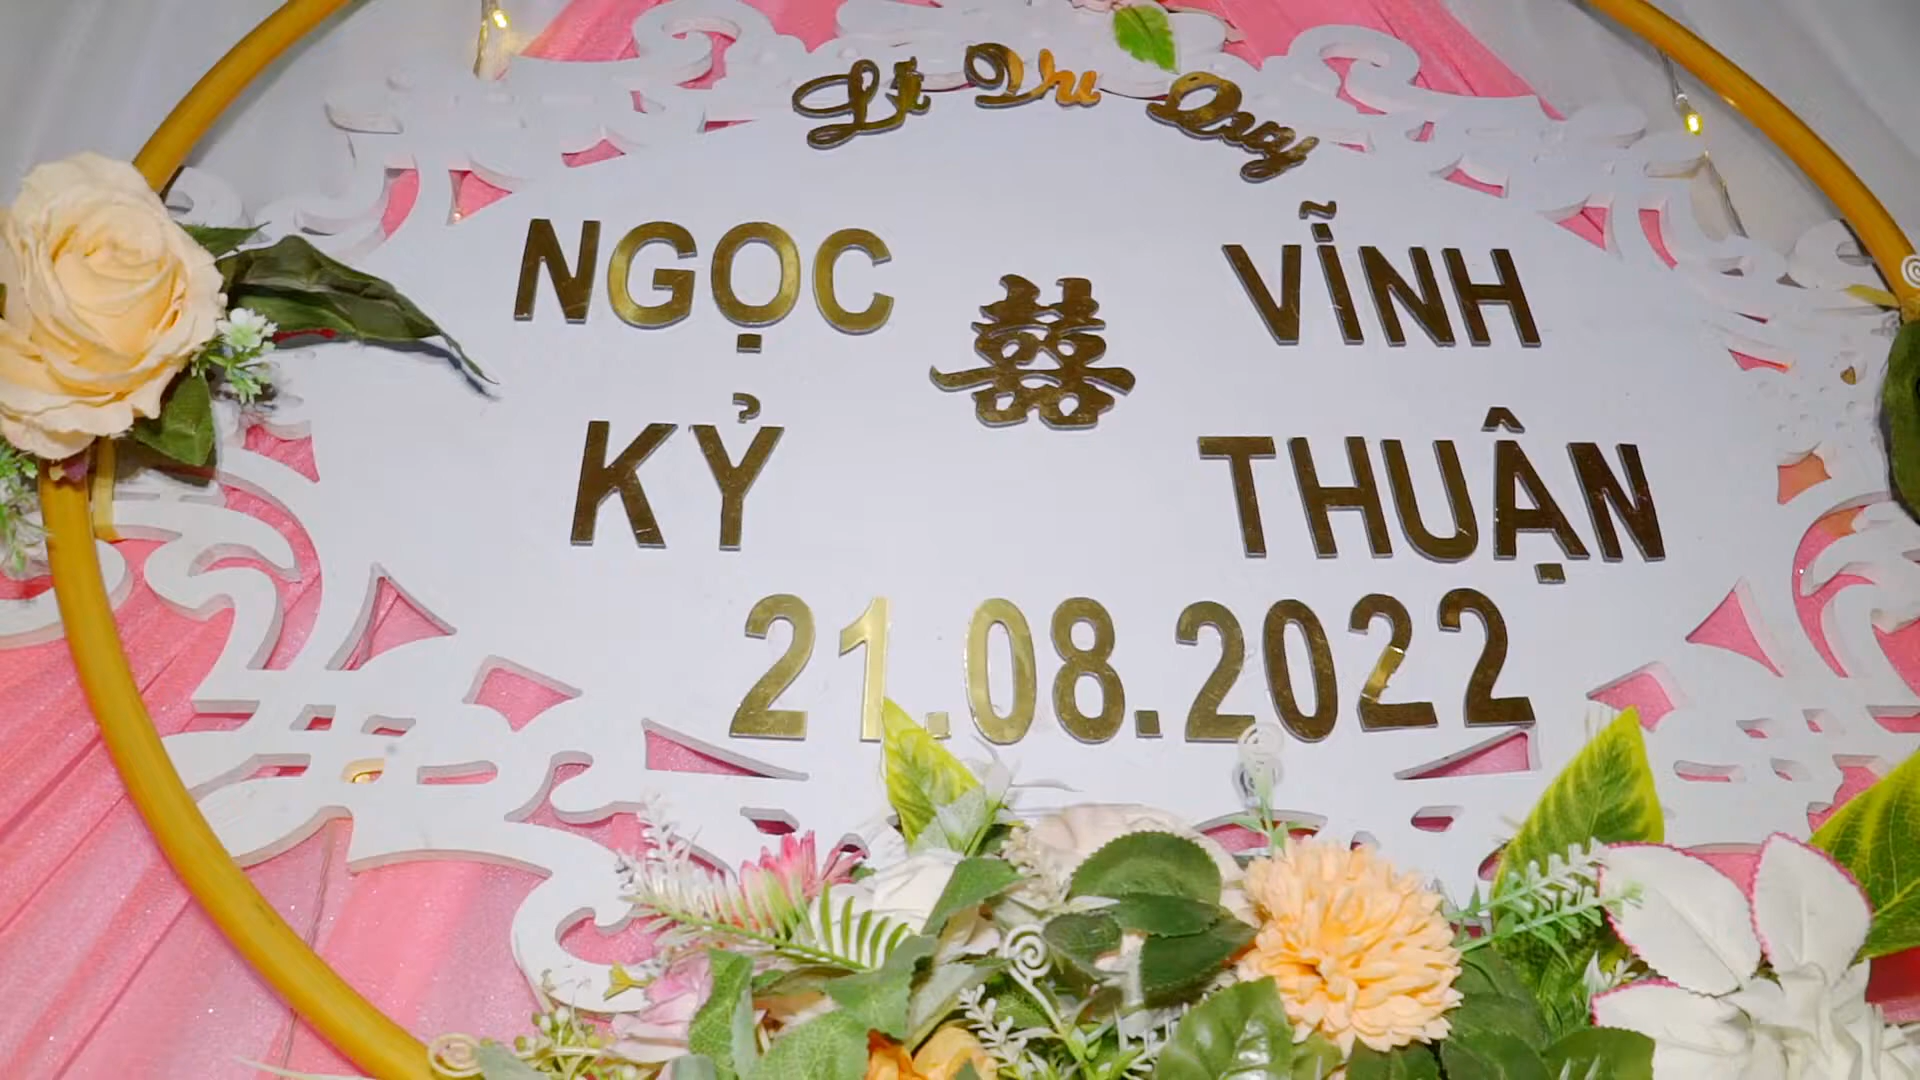 Lễ Vu Quy
NGỌC VĨNH
囍
KỶ THUẬN
21.08.2022